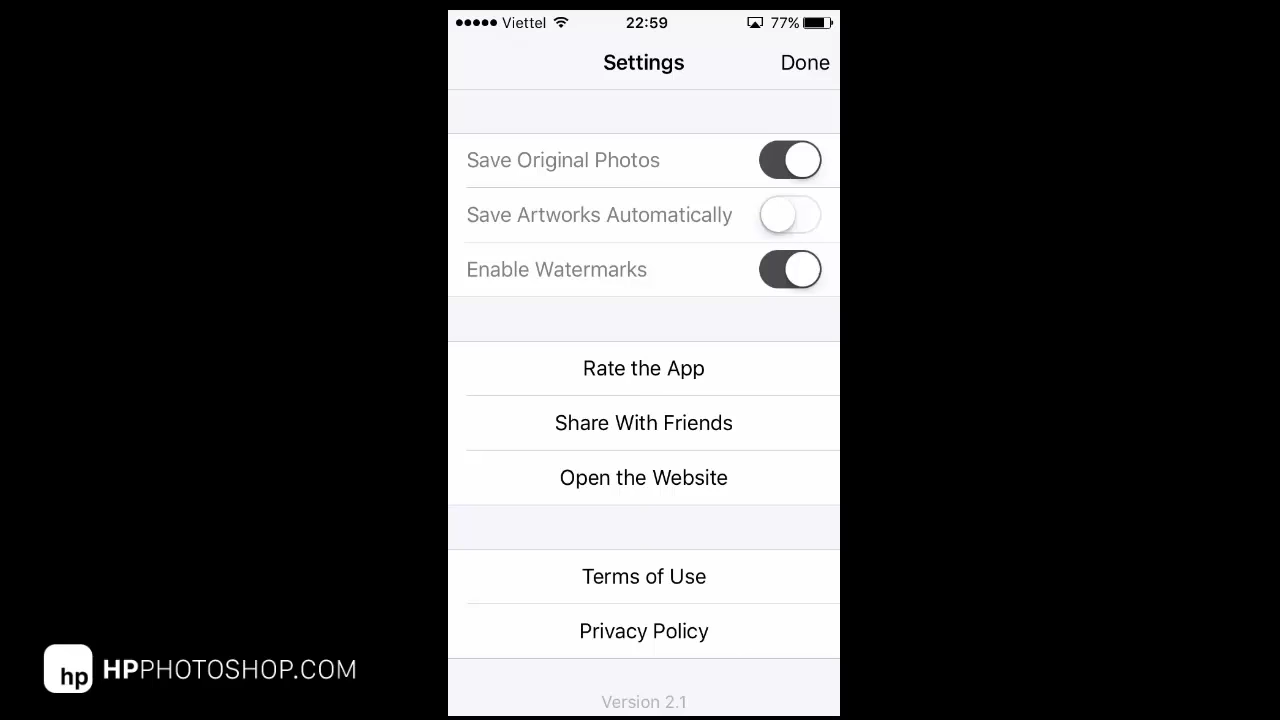 Viettel 22:59 77%
Settings Done
Save Original Photos
Save Artworks Automatically
Enable Watermarks
Rate the App
Share With Friends
Open the Website
Terms of Use
Privacy Policy
Version 2.1
hp HPPHOTOSHOP.COM